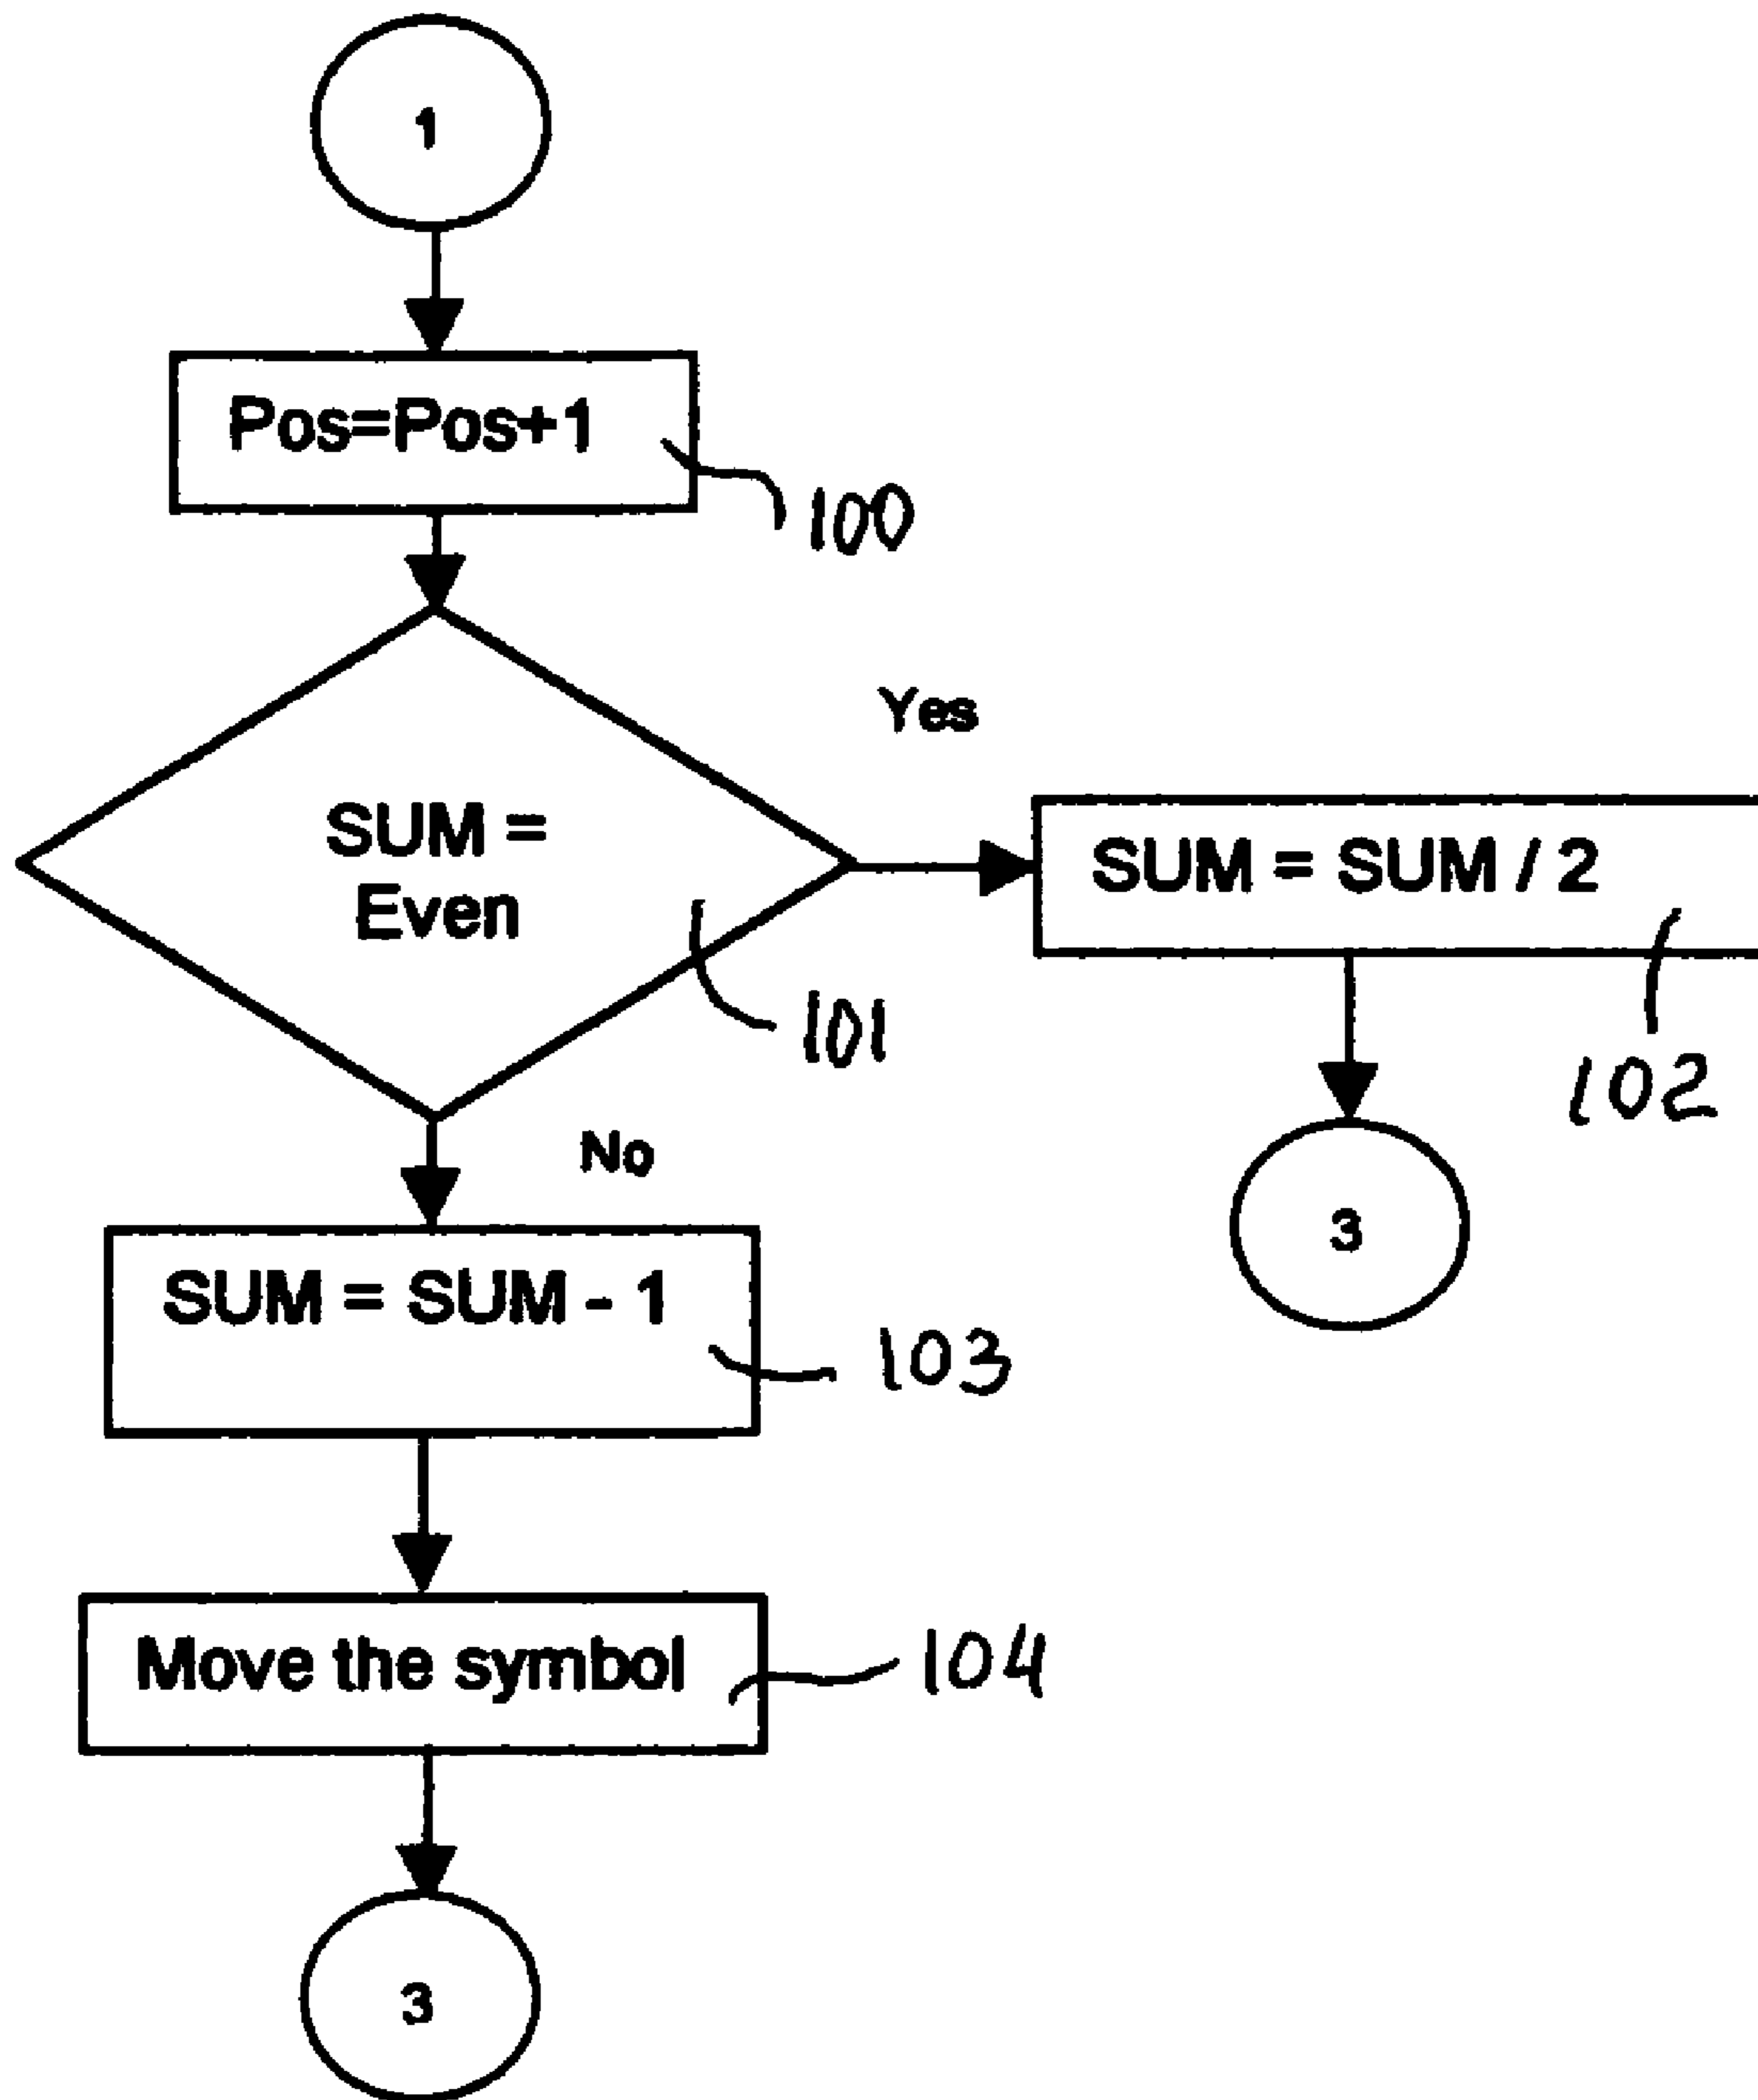 1
Pos=Pos+1
100
Yes
SUM =
Even
SUM = SUM / 2
101
102
No
3
SUM = SUM - 1
103
Move the symbol
104
3